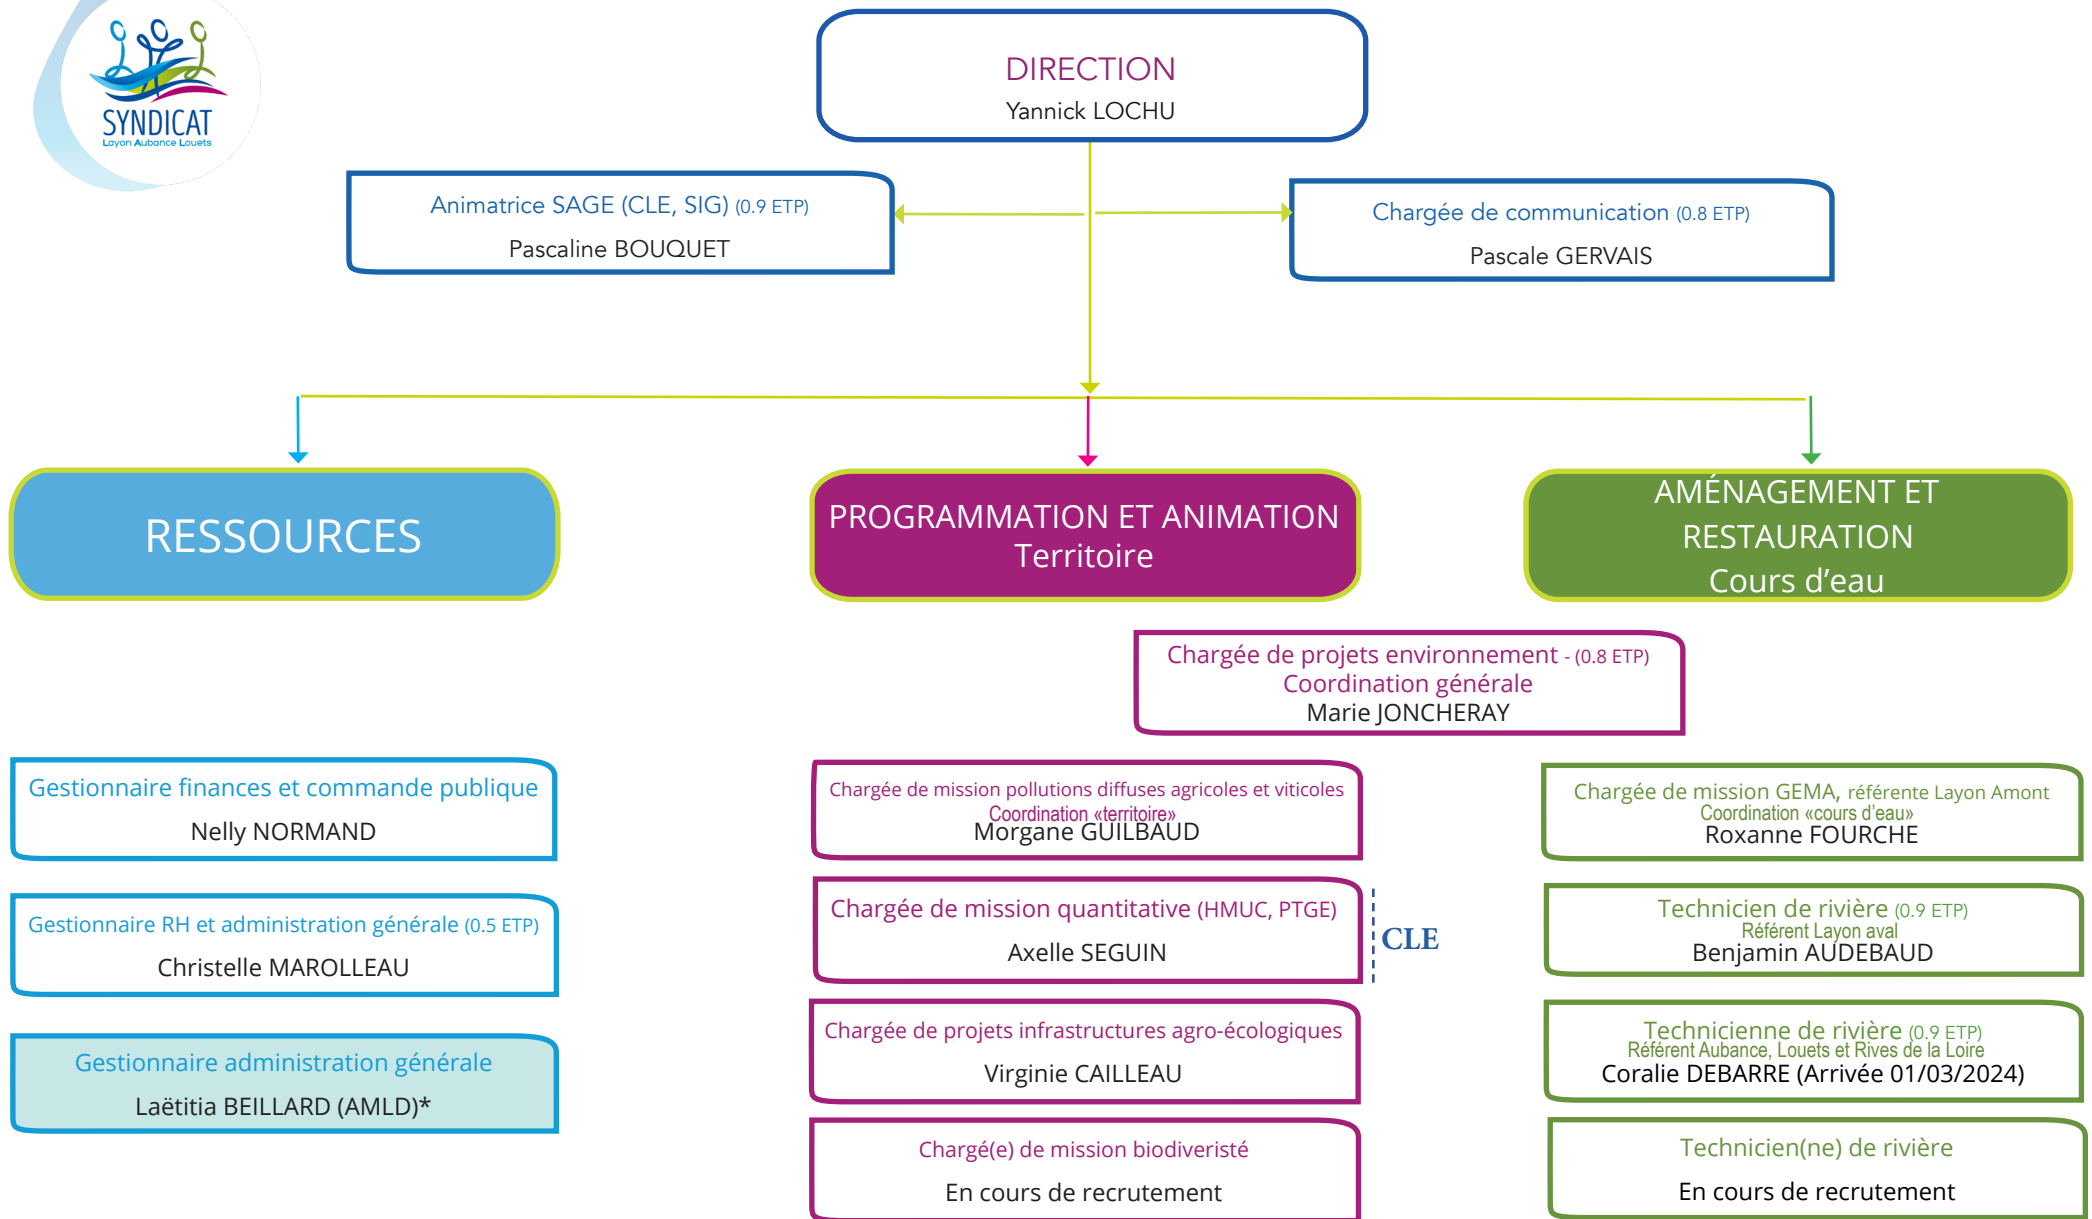 SYNDICAT
Layon Aubance Louets
DIRECTION
Yannick LOCHU
Animatrice SAGE (CLE, SIG) (0.9 ETP)
Pascaline BOUQUET
Chargée de communication (0.8 ETP)
Pascale GERVAIS
RESSOURCES
PROGRAMMATION ET ANIMATION
Territoire
AMÉNAGEMENT ET
RESTAURATION
Cours d'eau
Chargée de projets environnement - (0.8 ETP)
Coordination générale
Marie JONCHERAY
Gestionnaire finances et commande publique
Nelly NORMAND
Gestionnaire RH et administration générale (0.5 ETP)
Christelle MAROLLEAU
Gestionnaire administration générale
Laëtitia BEILLARD (AMLD)*
Chargée de mission pollutions diffuses agricoles et viticoles
Coordination «territoire»
Morgane GUILBAUD
Chargée de mission quantitative (HMUC, PTGE)
Axelle SEGUIN
CLE
Chargée de projets infrastructures agro-écologiques
Virginie CAILLEAU
Chargé(e) de mission biodiveristé
En cours de recrutement
Chargée de mission GEMA, référente Layon Amont
Coordination «cours d'eau»
Roxanne FOURCHE
Technicien de rivière (0.9 ETP)
Référent Layon aval
Benjamin AUDEBAUD
Technicienne de rivière (0.9 ETP)
Référent Aubance, Louets et Rives de la Loire
Coralie DEBARRE (Arrivée 01/03/2024)
Technicien(ne) de rivière
En cours de recrutement